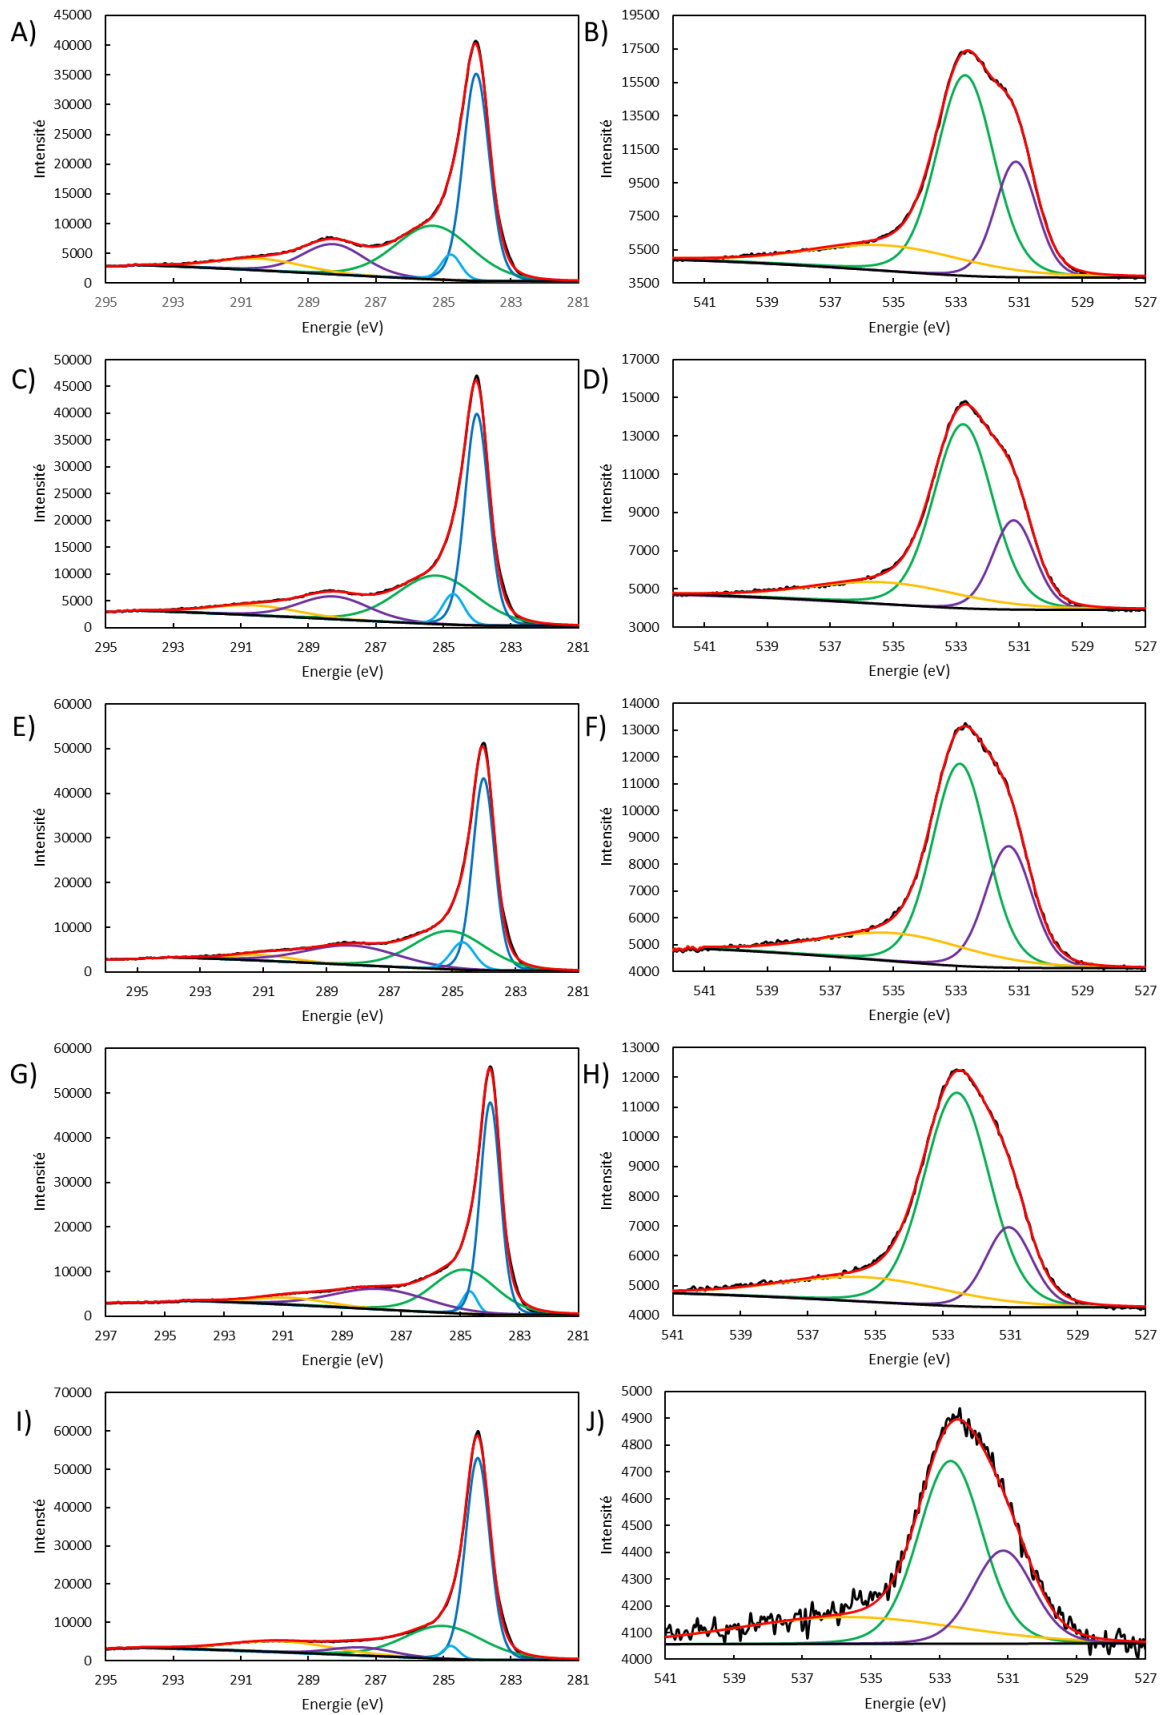 A)
Intensité
45000
40000
35000
30000
25000
20000
15000
10000
5000
0
295 293 291 289 287 285 283 281
Energie (eV)
B)
Intensité
19500
17500
15500
13500
11500
9500
7500
5500
3500
541 539 537 535 533 531 529 527
Energie (eV)
C)
Intensité
50000
45000
40000
35000
30000
25000
20000
15000
10000
5000
0
295 293 291 289 287 285 283 281
Energie (eV)
D)
Intensité
17000
15000
13000
11000
9000
7000
5000
3000
541 539 537 535 533 531 529 527
Energie (eV)
E)
Intensité
60000
50000
40000
30000
20000
10000
0
295 293 291 289 287 285 283 281
Energie (eV)
F)
Intensité
14000
13000
12000
11000
10000
9000
8000
7000
6000
5000
4000
541 539 537 535 533 531 529 527
Energie (eV)
G)
Intensité
60000
50000
40000
30000
20000
10000
0
297 295 293 291 289 287 285 283 281
Energie (eV)
H)
Intensité
13000
12000
11000
10000
9000
8000
7000
6000
5000
4000
541 539 537 535 533 531 529 527
Energie (eV)
I)
Intensté
70000
60000
50000
40000
30000
20000
10000
0
295 293 291 289 287 285 283 281
Energie (eV)
J)
Intensité
5000
4900
4800
4700
4600
4500
4400
4300
4200
4100
4000
541 539 537 535 533 531 529 527
Energie (eV)